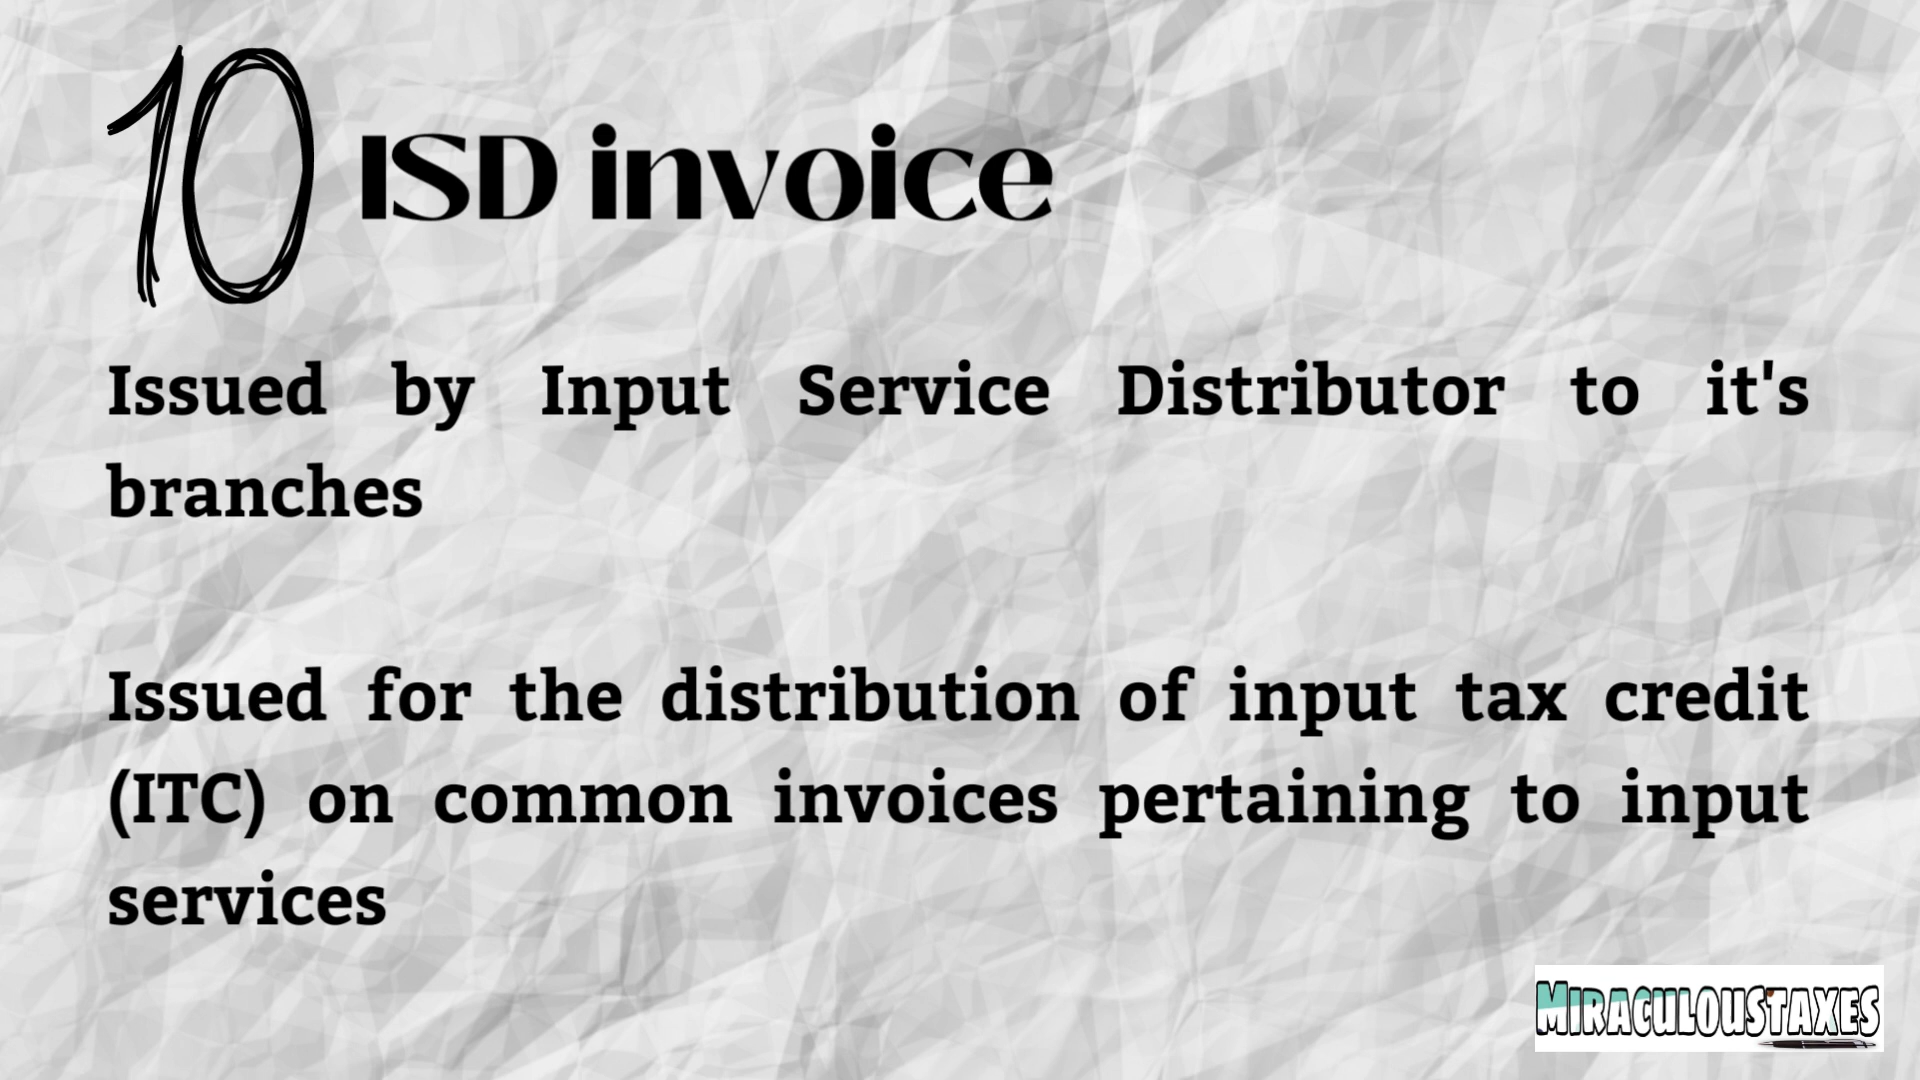 10 ISD invoice
Issued by Input Service Distributor to it's
branches
Issued for the distribution of input tax credit
(ITC) on common invoices pertaining to input
services
MIRACULOUSTAXES